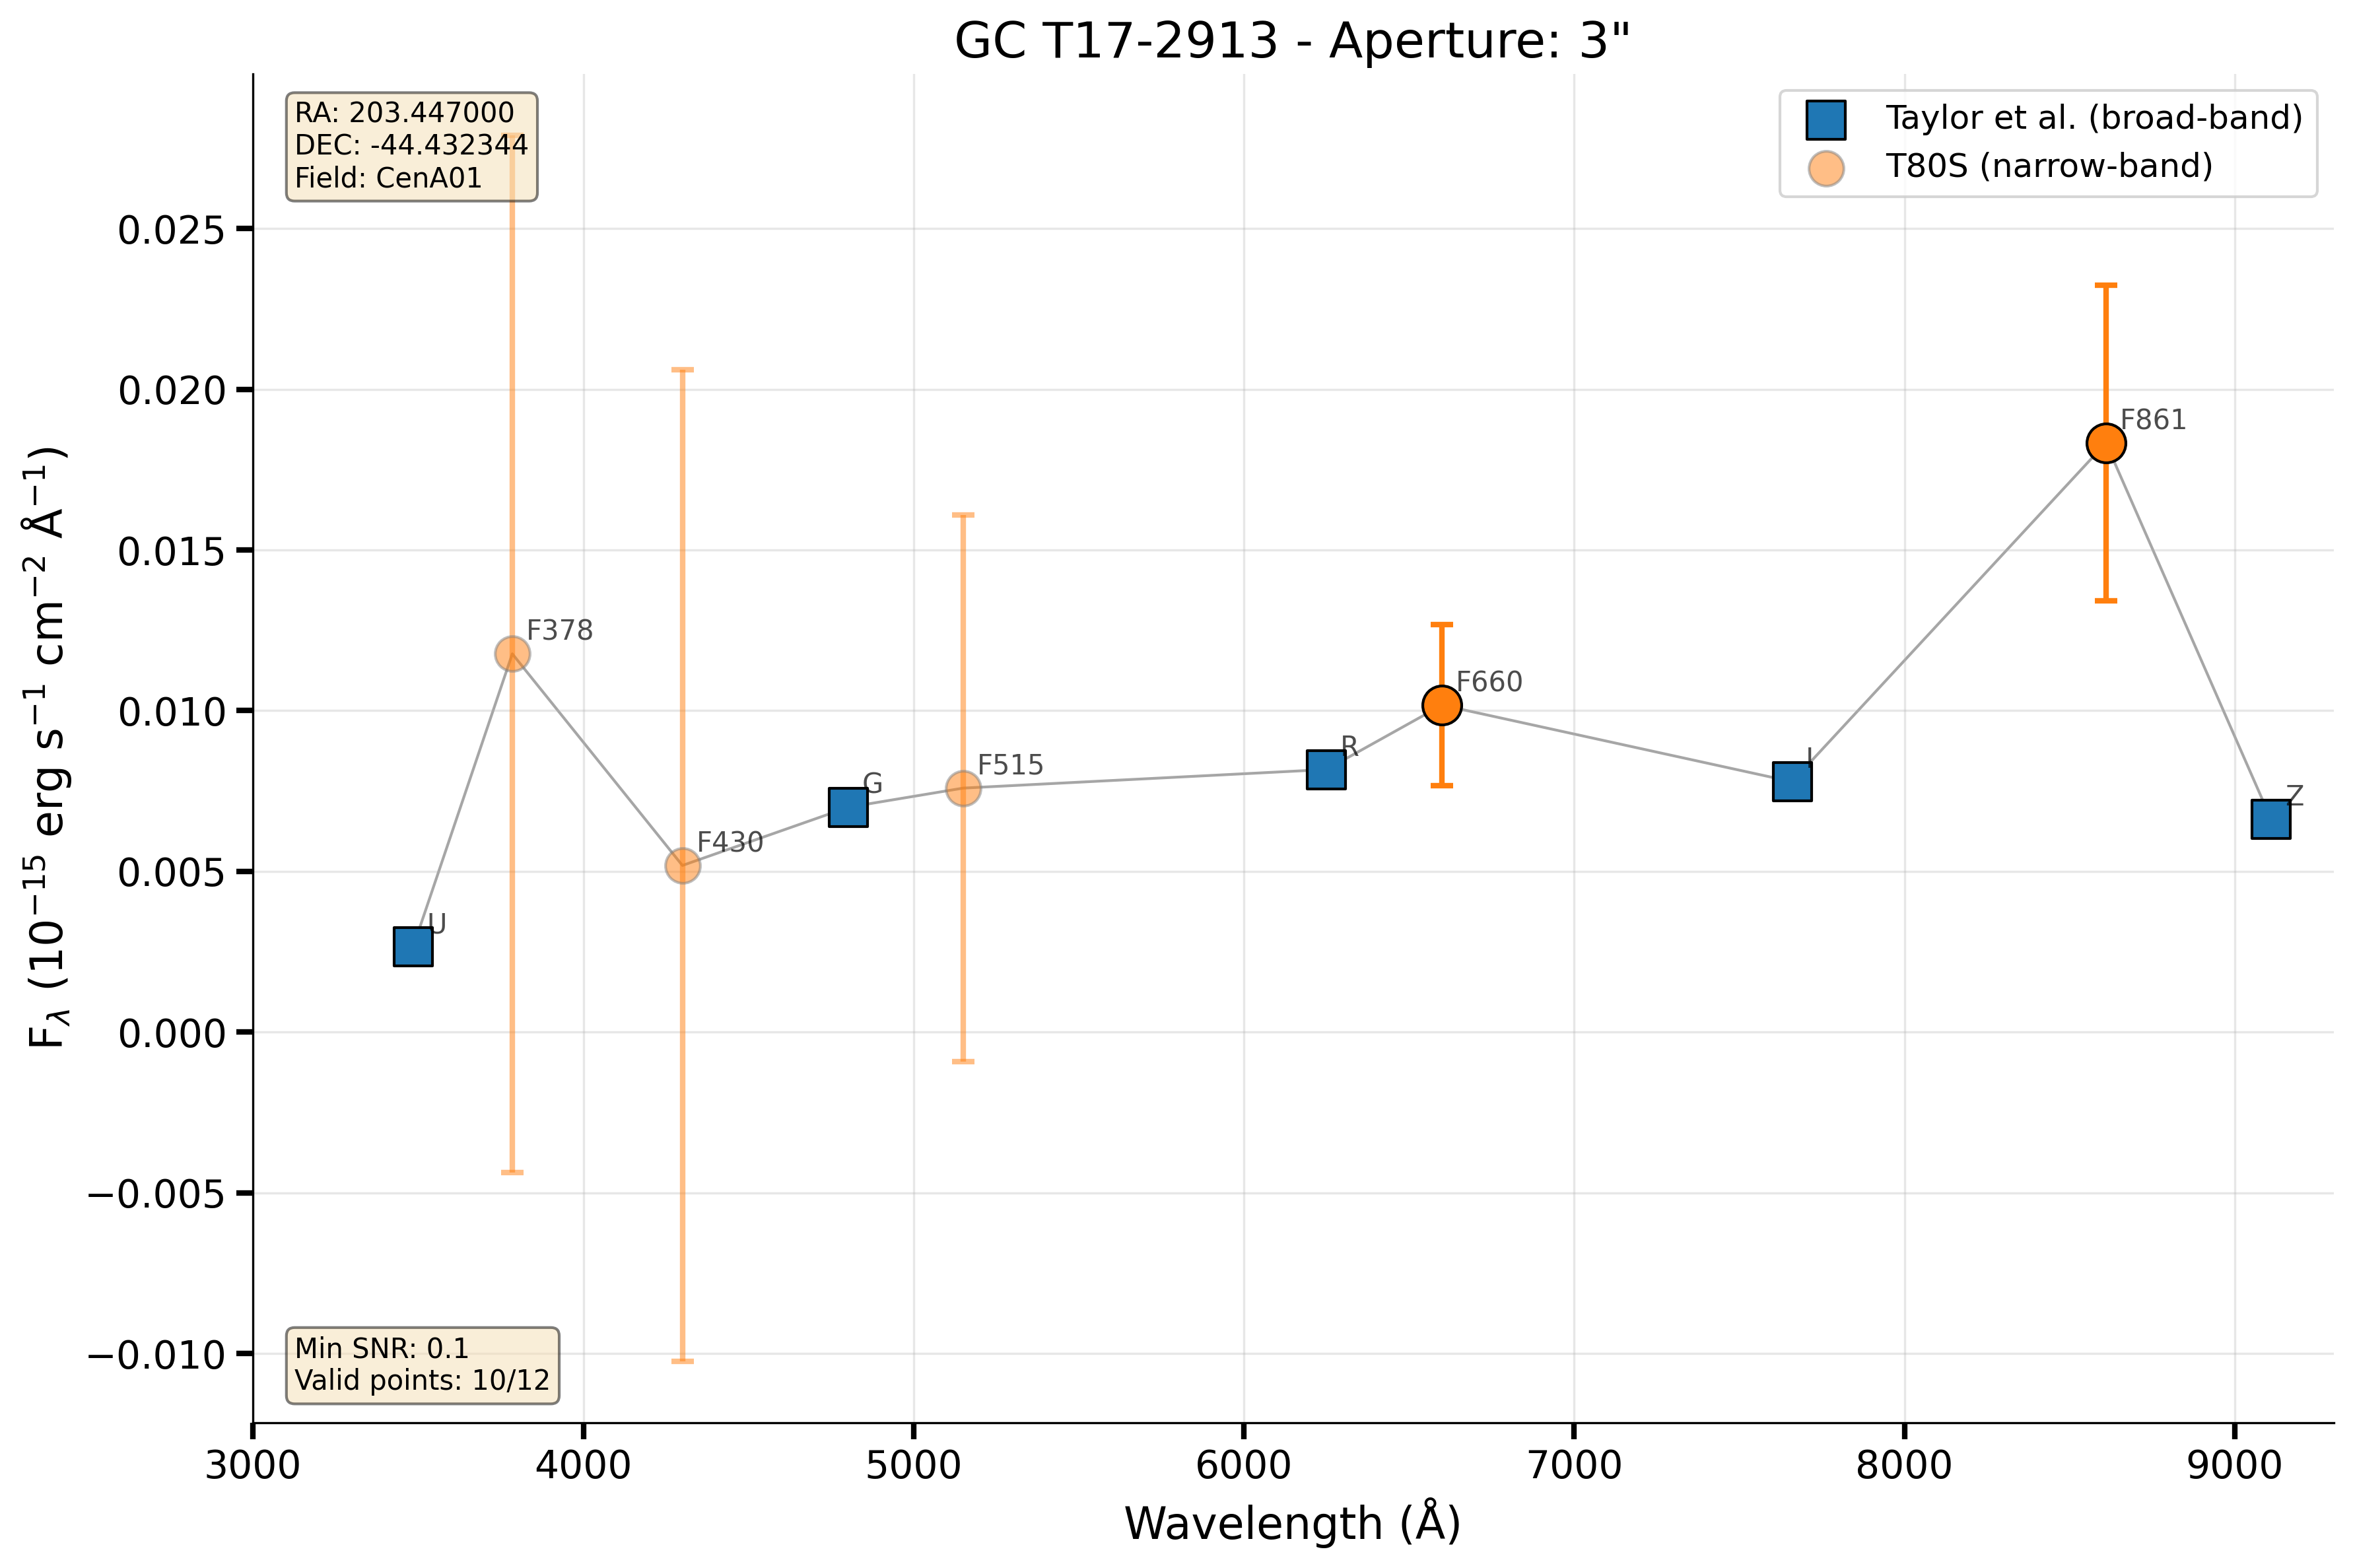 GC T17-2913 - Aperture: 3"
RA: 203.447000
DEC: -44.432344
Field: CenA01
Taylor et al. (broad-band)
T80S (narrow-band)
F_λ (10⁻¹⁵ erg s⁻¹ cm⁻² Å⁻¹)
0.025
0.020
0.015
0.010
0.005
0.000
−0.005
−0.010
U
F378
F430
G
F515
R
F660
I
F861
Z
Min SNR: 0.1
Valid points: 10/12
3000 4000 5000 6000 7000 8000 9000
Wavelength (Å)